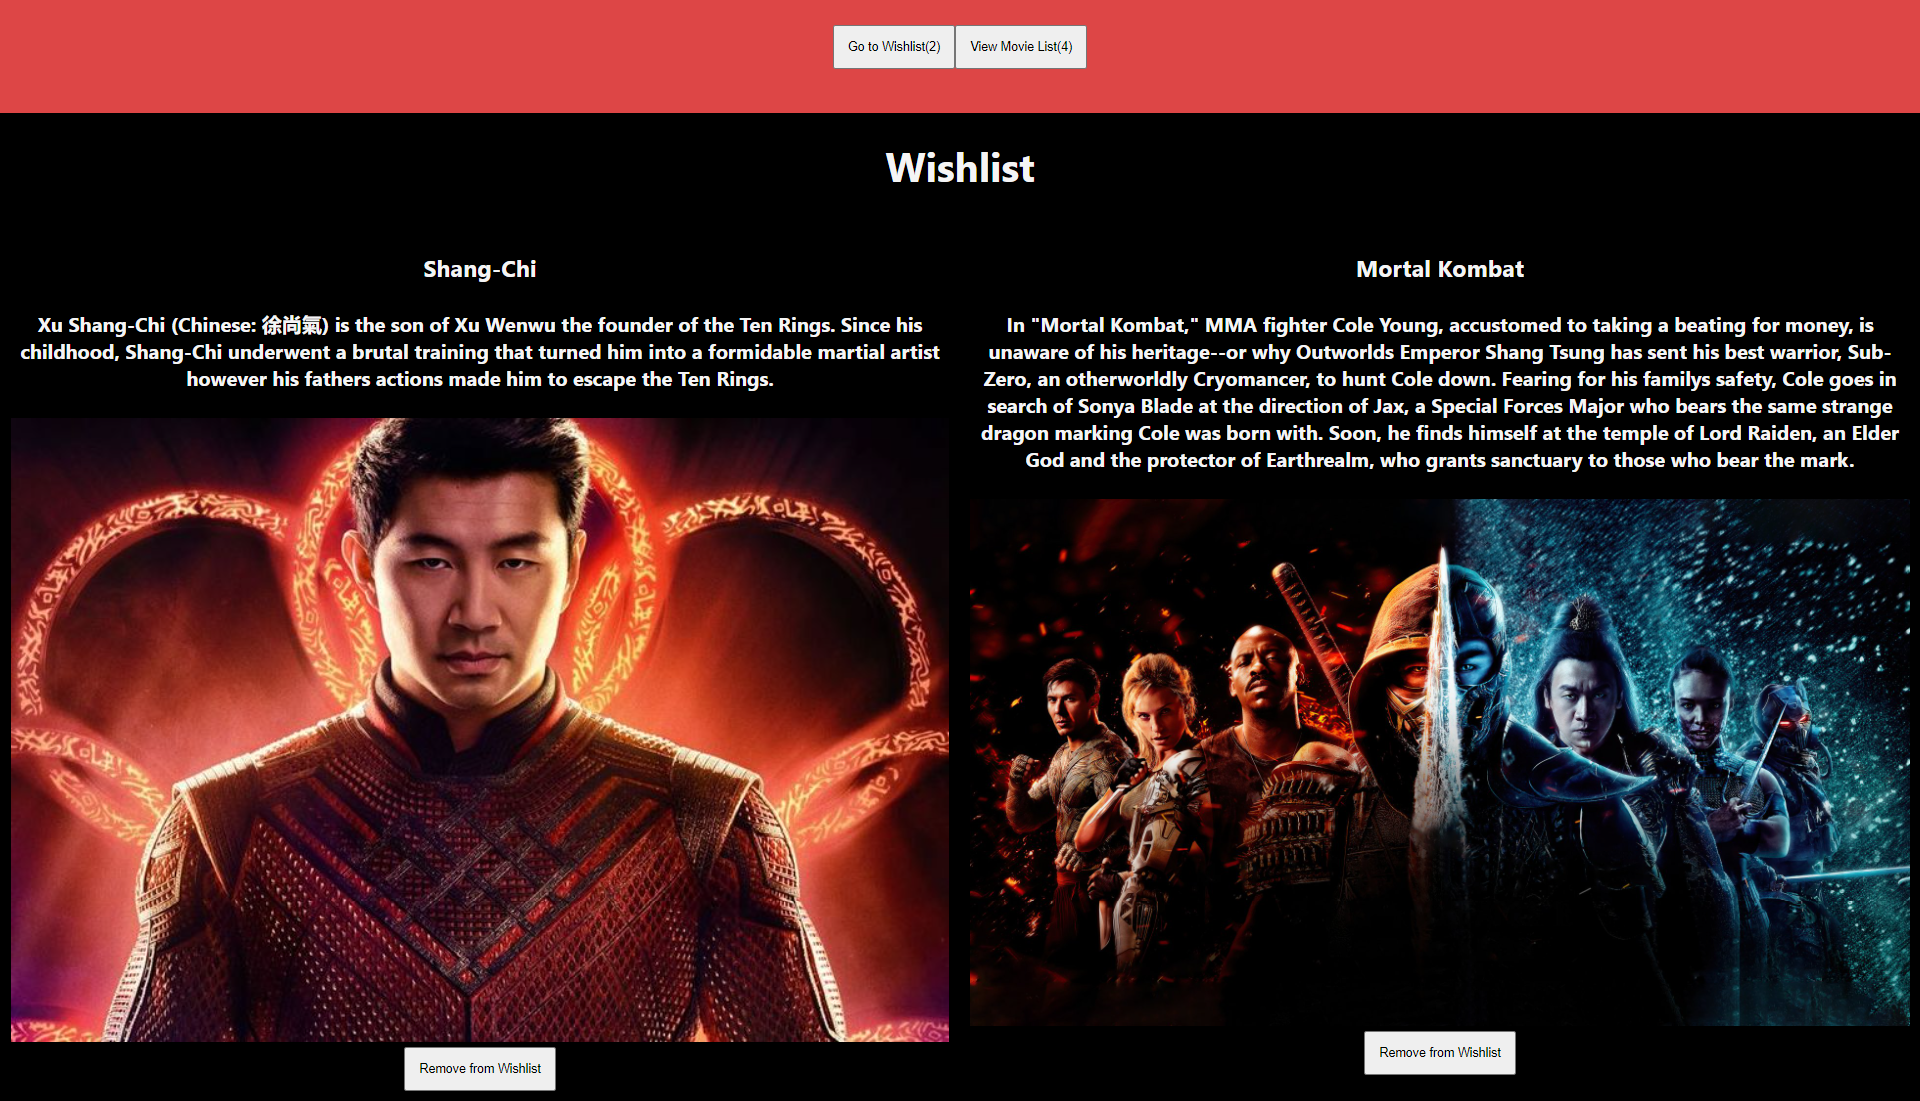 Go to Wishlist(2) View Movie List(4)
Wishlist
Shang-Chi
Xu Shang-Chi (Chinese: 徐尚氣) is the son of Xu Wenwu the founder of the Ten Rings. Since his
childhood, Shang-Chi underwent a brutal training that turned him into a formidable martial artist
however his fathers actions made him to escape the Ten Rings.
Remove from Wishlist
Mortal Kombat
In "Mortal Kombat," MMA fighter Cole Young, accustomed to taking a beating for money, is
unaware of his heritage--or why Outworlds Emperor Shang Tsung has sent his best warrior, Sub-
Zero, an otherworldly Cryomancer, to hunt Cole down. Fearing for his familys safety, Cole goes in
search of Sonya Blade at the direction of Jax, a Special Forces Major who bears the same strange
dragon marking Cole was born with. Soon, he finds himself at the temple of Lord Raiden, an Elder
God and the protector of Earthrealm, who grants sanctuary to those who bear the mark.
Remove from Wishlist